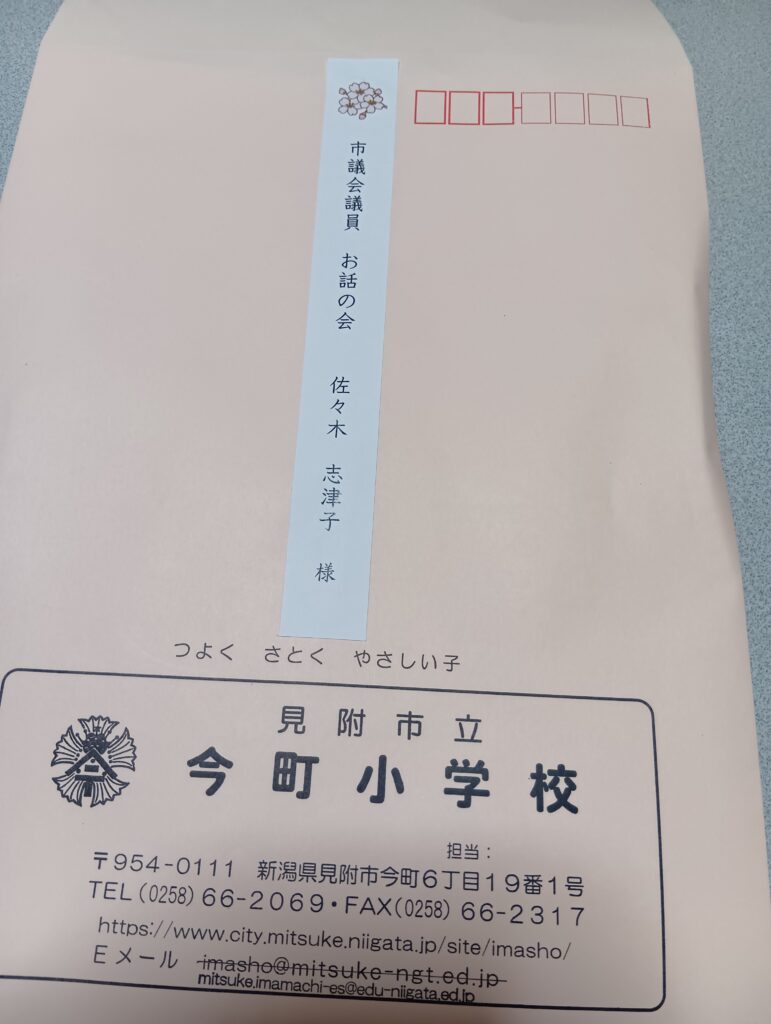 市議会議員　お話の会　佐々木　志津子　様
つよく　さとく　やさしい子
見附市立
今町小学校
担当：
〒954-0111　新潟県見附市今町6丁目19番1号
TEL(0258)66-2069・FAX(0258)66-2317
https://www.city.mitsuke.niigata.jp/site/imasho/
Eメール　imasho@mitsuke-ngt.ed.jp
mitsuke.imamachi-es@edu-niigata.ed.jp